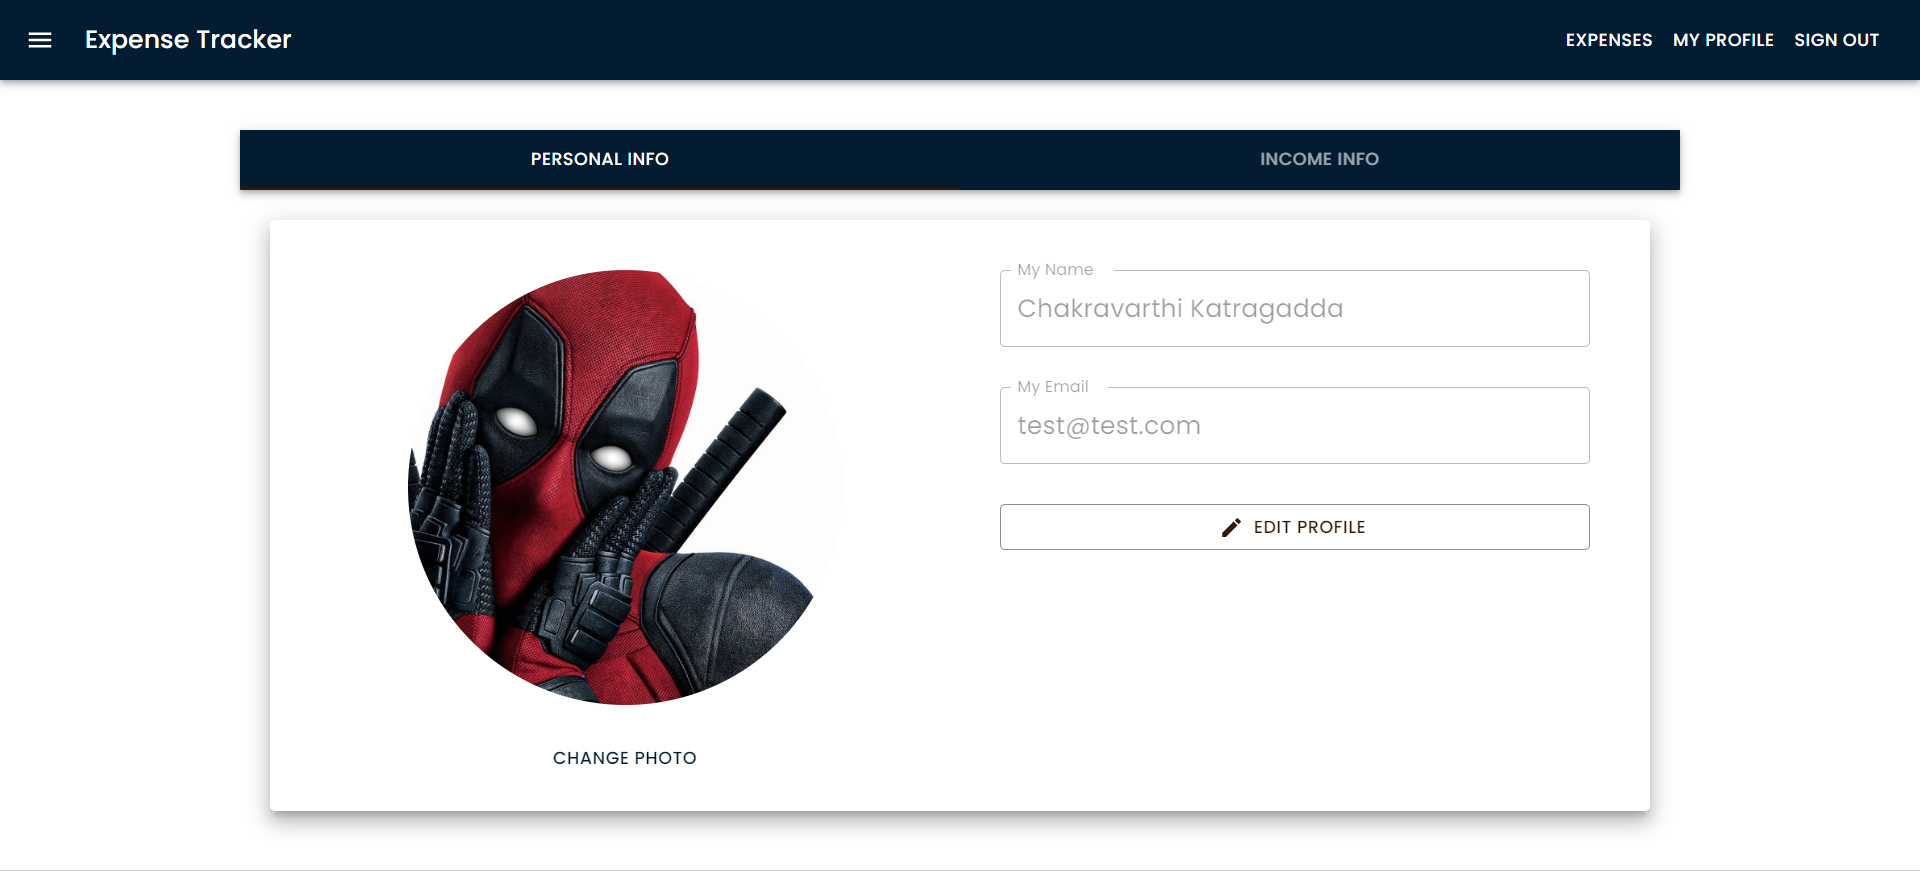 Expense Tracker
EXPENSES MY PROFILE SIGN OUT
PERSONAL INFO INCOME INFO
My Name
Chakravarthi Katragadda
My Email
test@test.com
EDIT PROFILE
CHANGE PHOTO